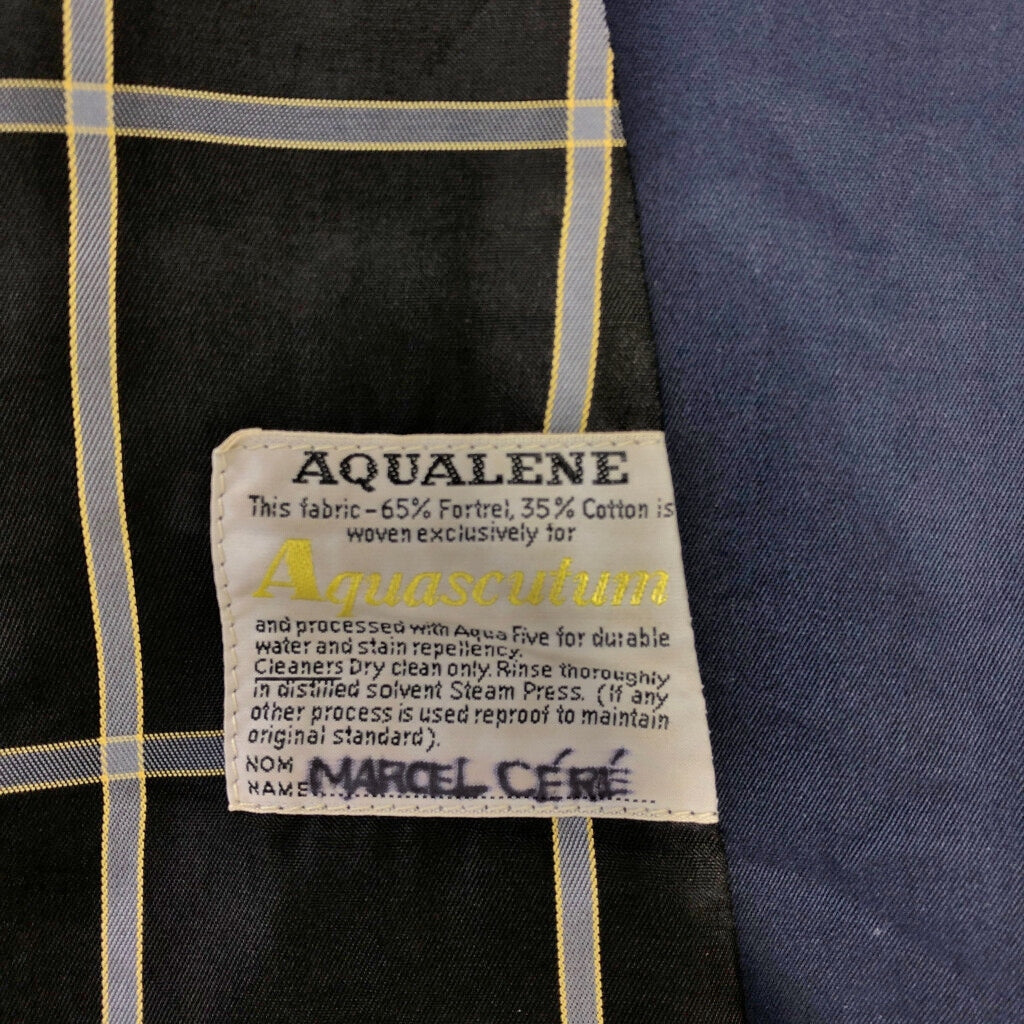 AQUALENE
This fabric - 65% Fortrel, 35% Cotton is
woven exclusively for
Aquascutum
and processed with Aqua Five for durable
water and stain repellency.
Cleaners Dry clean only. Rinse thoroughly
in distilled solvent Steam Press. (If any
other process is used reproof to maintain
original standard).
NOM
NAME MARCEL CÉRÉ